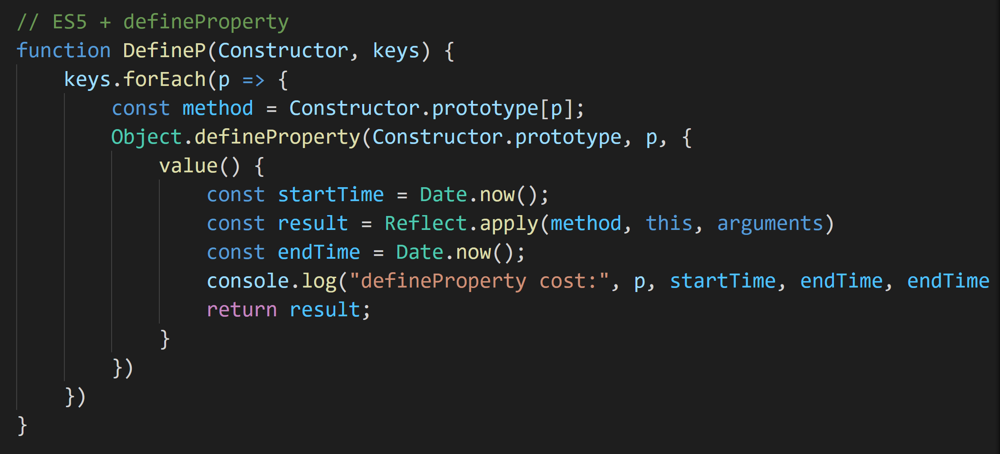 // ES5 + defineProperty
function DefineP(Constructor, keys) {
    keys.forEach(p => {
        const method = Constructor.prototype[p];
        Object.defineProperty(Constructor.prototype, p, {
            value() {
                const startTime = Date.now();
                const result = Reflect.apply(method, this, arguments)
                const endTime = Date.now();
                console.log("defineProperty cost:", p, startTime, endTime, endTime
                return result;
            }
        })
    })
}